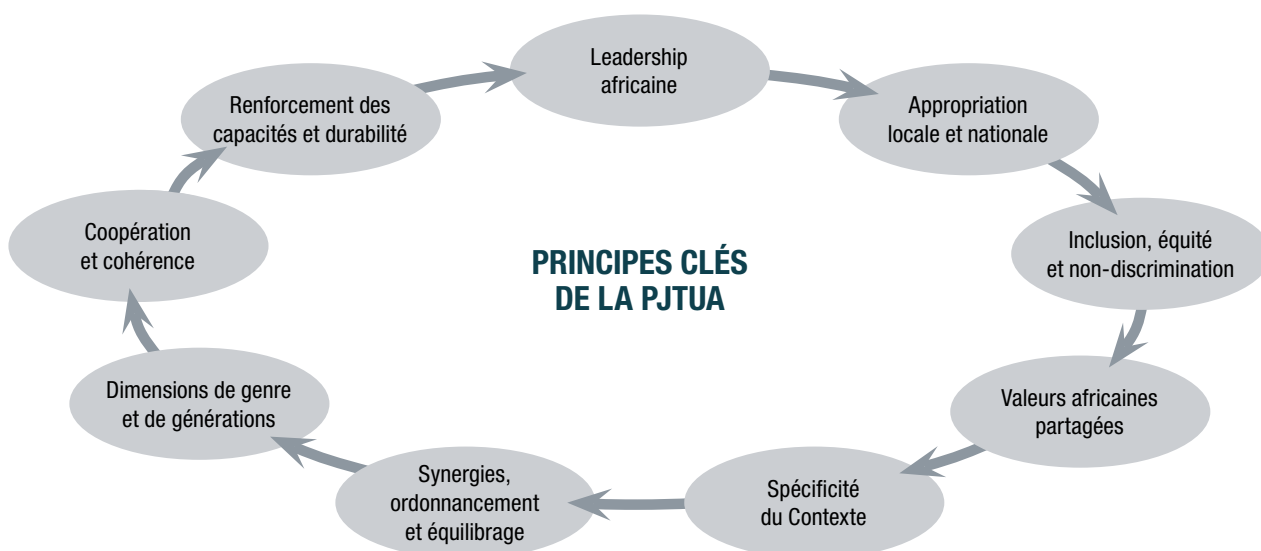 Leadership
africaine
Appropriation
locale et nationale
Inclusion, équité
et non-discrimination
Valeurs africaines
partagées
Spécificité
du Contexte
Synergies,
ordonnancement
et équilibrage
Dimensions de genre
et de générations
Coopération
et cohérence
Renforcement des
capacités et durabilité
PRINCIPES CLÉS
DE LA PJTUA